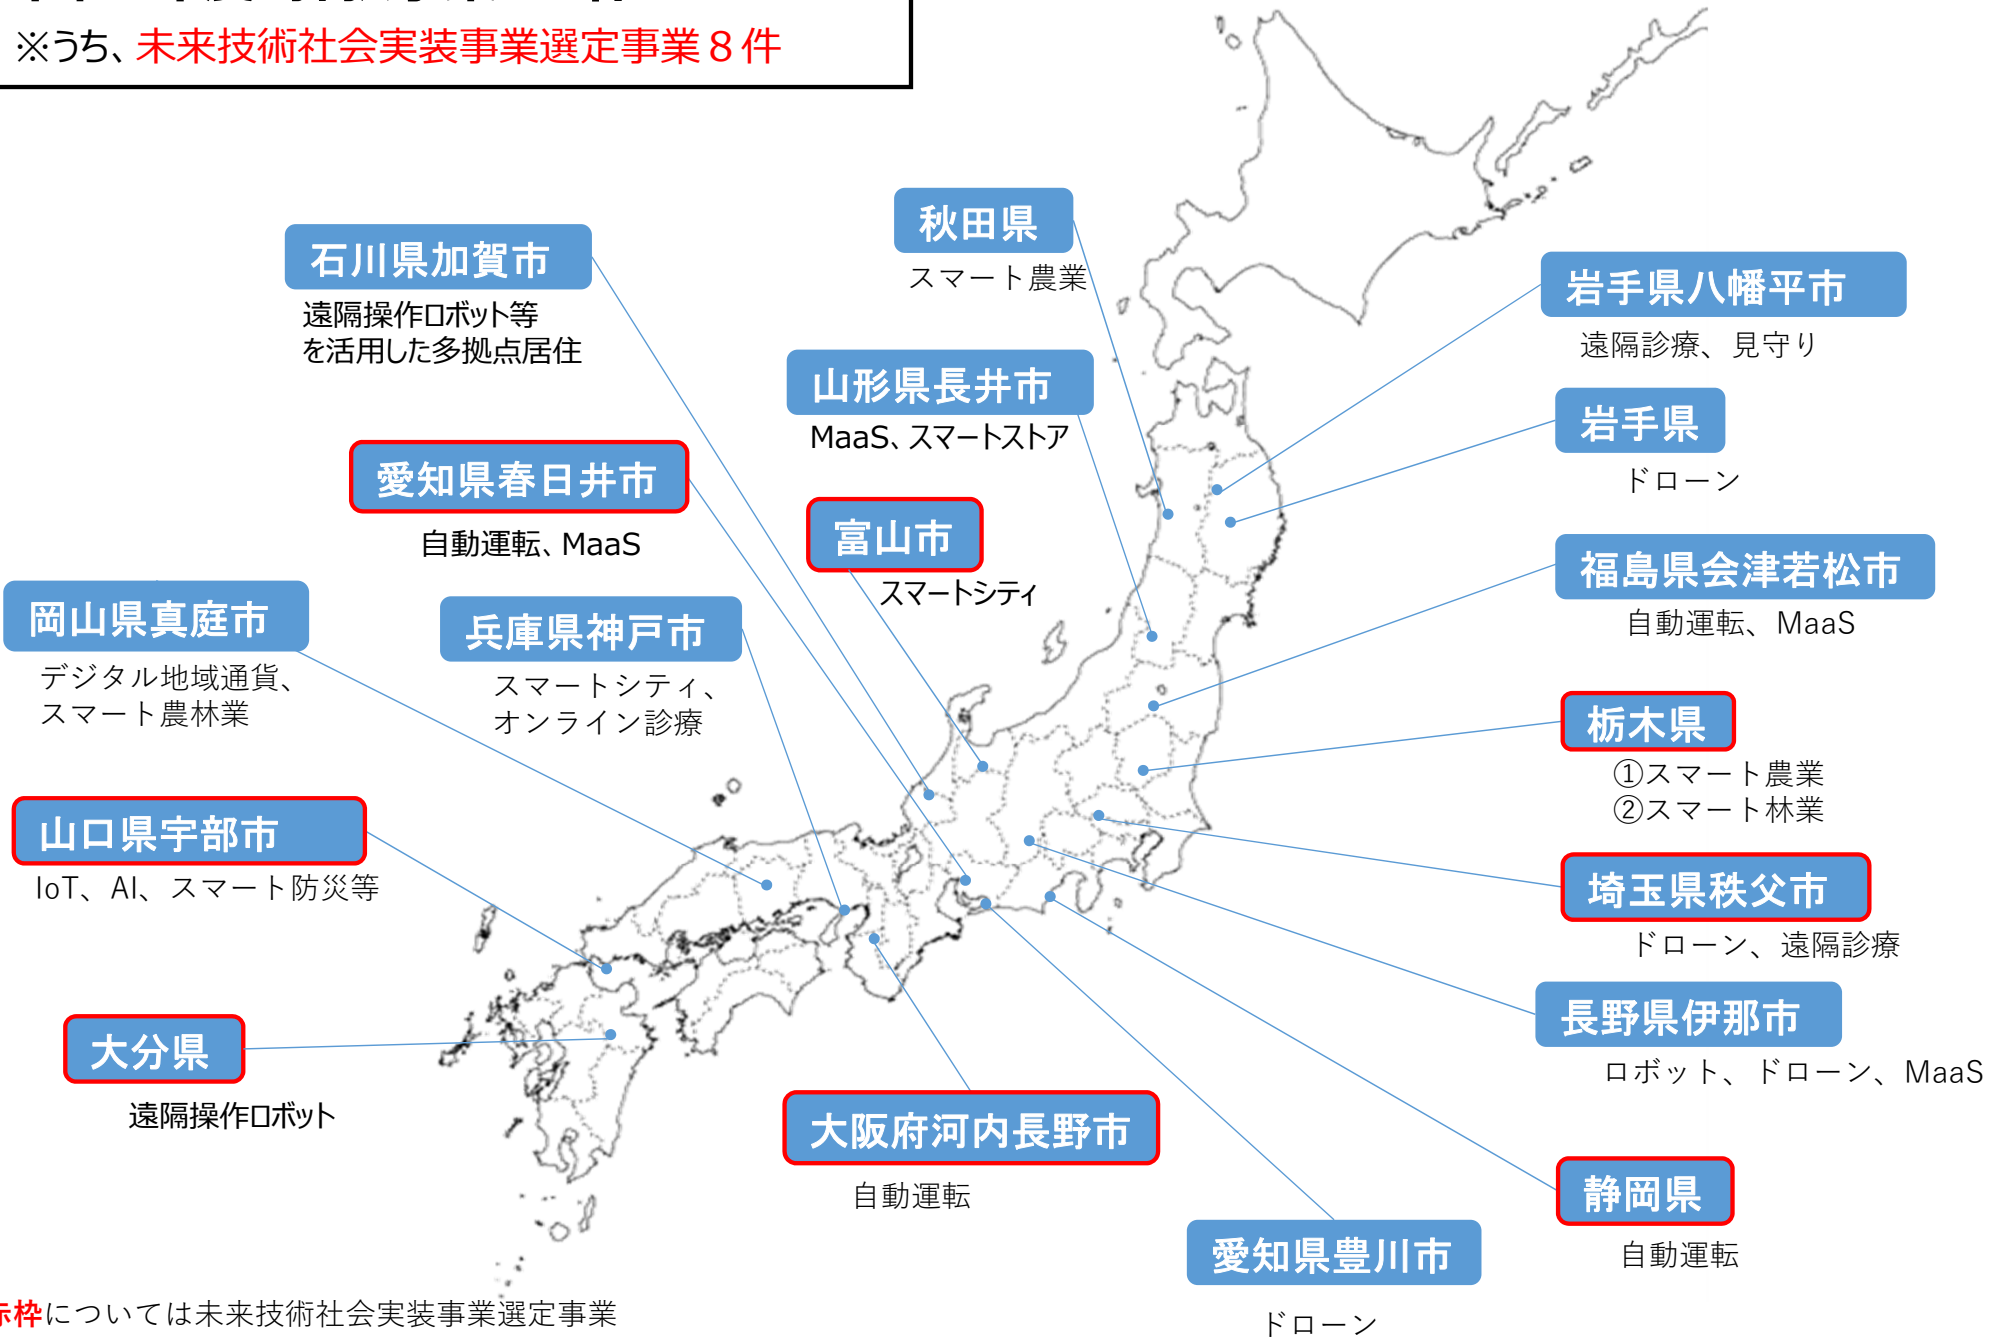 ※うち、未来技術社会実装事業選定事業８件
秋田県
スマート農業
石川県加賀市
遠隔操作ロボット等
を活用した多拠点居住
岩手県八幡平市
遠隔診療、見守り
山形県長井市
MaaS、スマートストア
岩手県
ドローン
愛知県春日井市
自動運転、MaaS
富山市
スマートシティ
福島県会津若松市
自動運転、MaaS
岡山県真庭市
デジタル地域通貨、
スマート農林業
兵庫県神戸市
スマートシティ、
オンライン診療
栃木県
①スマート農業
②スマート林業
山口県宇部市
IoT、AI、スマート防災等
埼玉県秩父市
ドローン、遠隔診療
長野県伊那市
ロボット、ドローン、MaaS
大分県
遠隔操作ロボット
大阪府河内長野市
自動運転
静岡県
自動運転
愛知県豊川市
ドローン
赤枠については未来技術社会実装事業選定事業